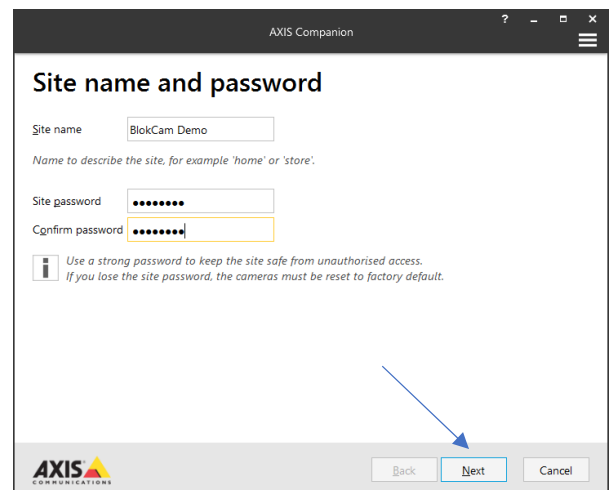 AXIS Companion
Site name and password
Site name BlokCam Demo
Name to describe the site, for example 'home' or 'store'.
Site password ●●●●●●●●
Confirm password ●●●●●●●●
i Use a strong password to keep the site safe from unauthorised access.
If you lose the site password, the cameras must be reset to factory default.
AXIS
COMMUNICATIONS
Back Next Cancel